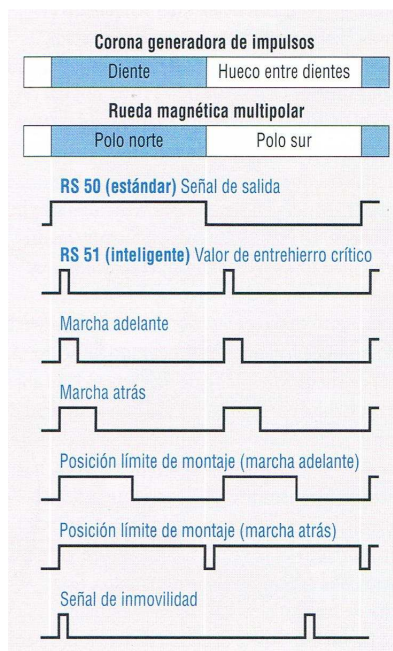 Corona generadora de impulsos
Diente Hueco entre dientes
Rueda magnética multipolar
Polo norte Polo sur
RS 50 (estándar) Señal de salida
RS 51 (inteligente) Valor de entrehierro crítico
Marcha adelante
Marcha atrás
Posición límite de montaje (marcha adelante)
Posición límite de montaje (marcha atrás)
Señal de inmovilidad